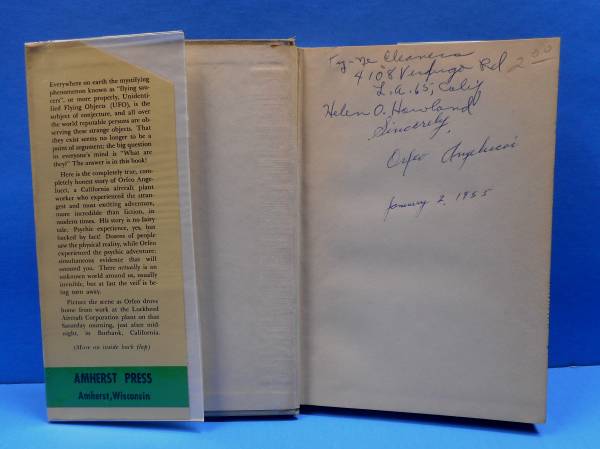 Everywhere on earth the mystifying
phenomenon known as "flying sau-
cers", or more properly, Unidenti-
fied Flying Objects (UFO), is the
subject of conjecture, and all over
the world reputable persons are ob-
serving these strange objects. That
they exist seems no longer to be a
point of argument; the big question
in everyone's mind is "What are
they?" The answer is in this book!
Here is the completely true, com-
pletely honest story of Orfeo Ange-
lucci, a California aircraft plant
worker who experienced the stran-
gest and most exciting adventure,
more incredible than fiction, in
modern times. His story is no fairy-
tale. Psychic experience, yes, but
backed by fact! Dozens of people
saw the physical reality, while Orfeo
experienced the psychic adventure;
simultaneous evidence that will
astound you. There actually is an
unknown world around us, usually
invisible, but at last the veil is be-
ing torn away.
Picture the scene as Orfeo drove
home from work at the Lockheed
Aircraft Corporation plant on that
Saturday morning, just after mid-
night, in Burbank, California.
(More on inside back flap)
AMHERST PRESS
Amherst, Wisconsin
Cleaners
4108 Verdugo Rd
L.A. 65, Calif
Helen O. Howland
Sincerely,
Orfeo Angelucci
January 2, 1955
2 00